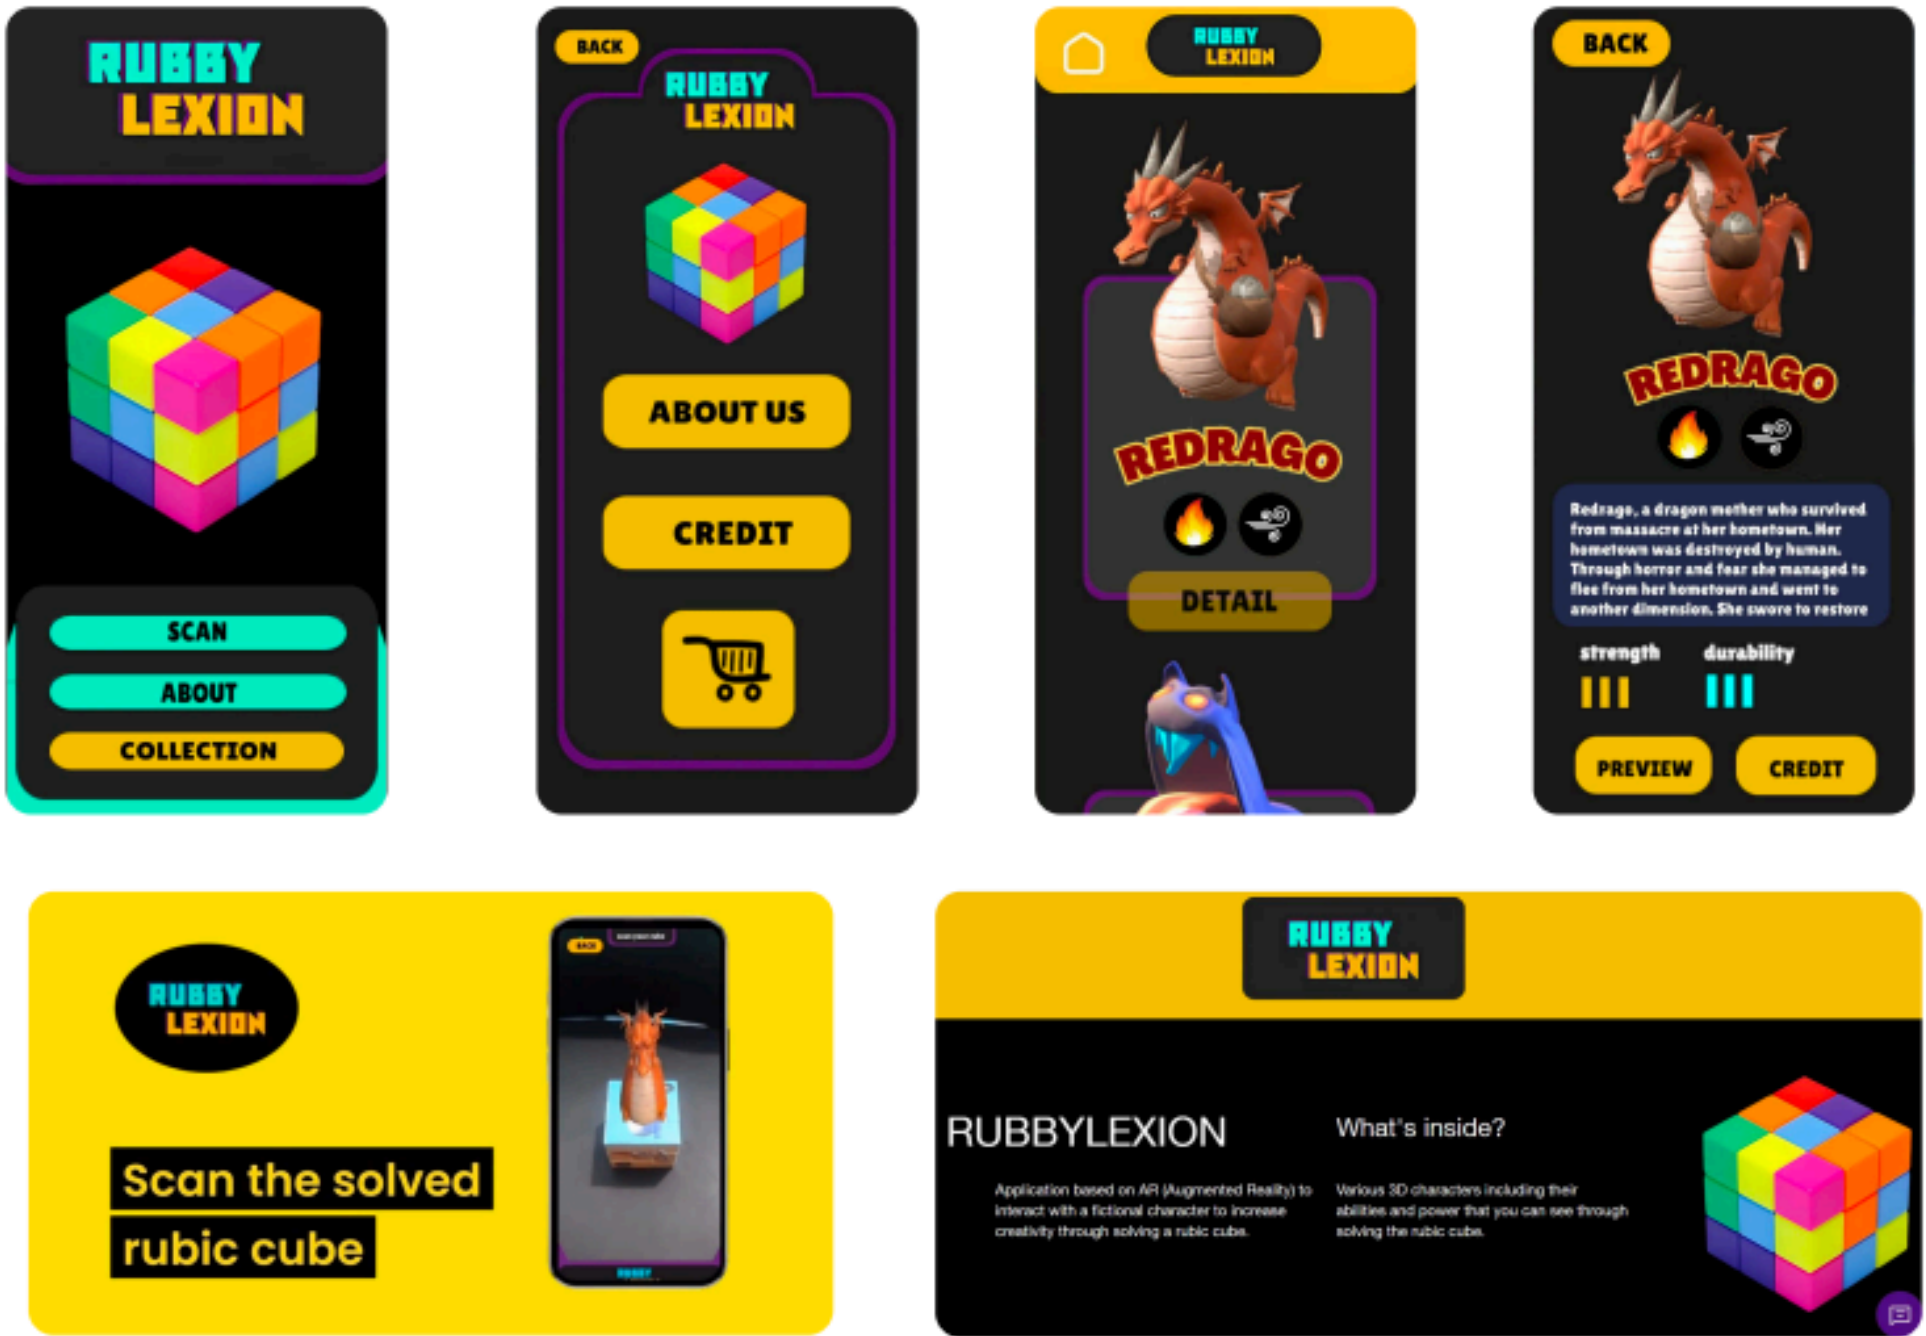 RUBBY
LEXION
SCAN
ABOUT
COLLECTION
BACK
RUBBY
LEXION
ABOUT US
CREDIT
RUBBY
LEXION
REDRAGO
DETAIL
BACK
REDRAGO
Redrago, a dragon mother who survived
from massacre at her hometown. Her
hometown was destroyed by human.
Through horror and fear she managed to
flee from her hometown and went to
another dimension. She swore to restore
strength
durability
PREVIEW
CREDIT
RUBBY
LEXION
Scan the solved
rubic cube
BACK
RUBBY
RUBBY
LEXION
RUBBYLEXION
Application based on AR (Augmented Reality) to
interact with a fictional character to increase
creativity through solving a rubic cube.
What's inside?
Various 3D characters including their
abilities and power that you can see through
solving the rubic cube.